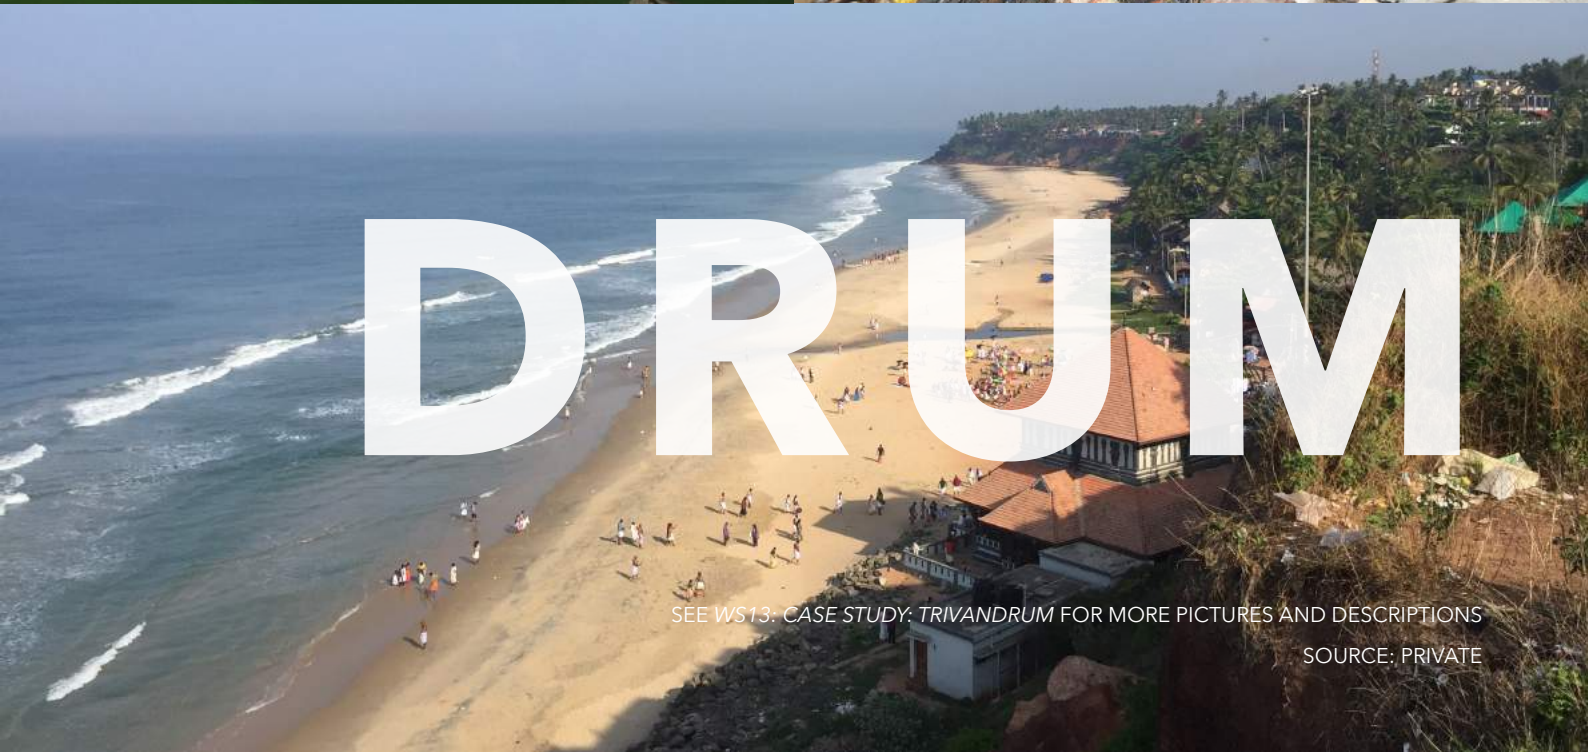 DRUM
SEE WS13: CASE STUDY: TRIVANDRUM FOR MORE PICTURES AND DESCRIPTIONS
SOURCE: PRIVATE